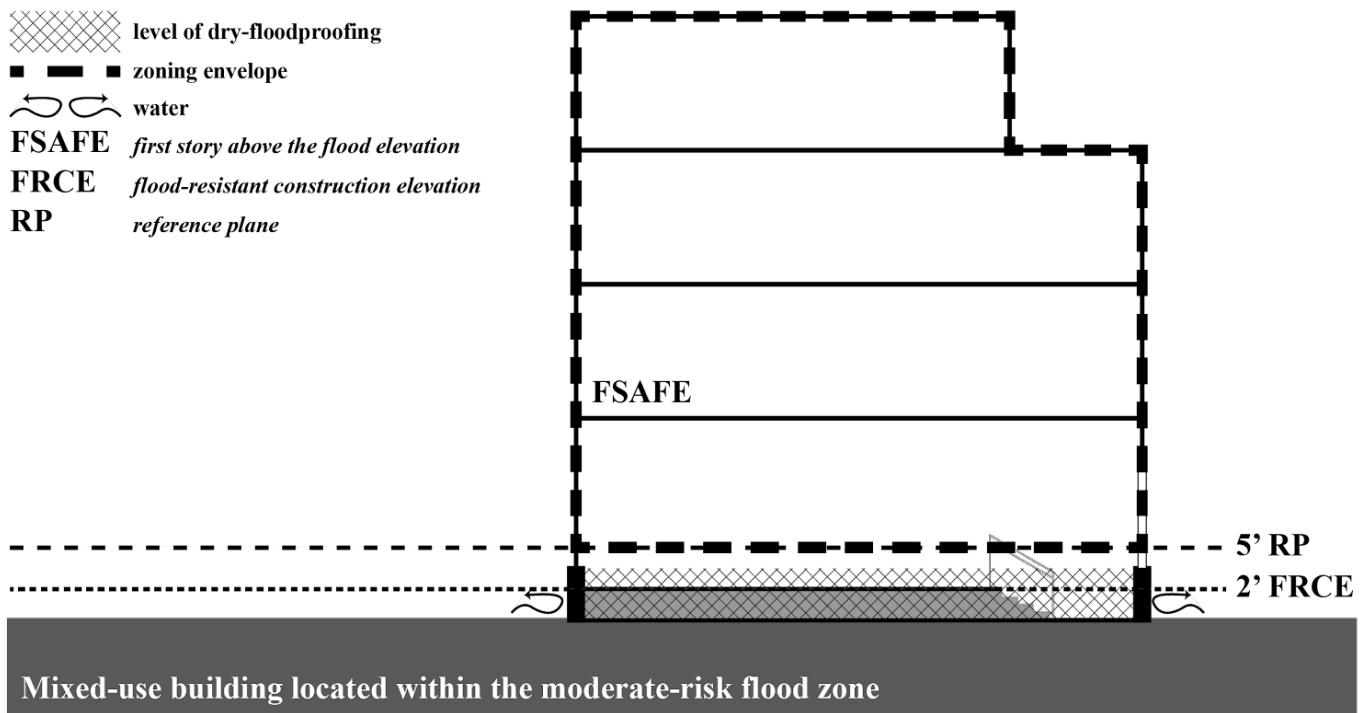 level of dry-floodproofing
zoning envelope
water
FSAFE first story above the flood elevation
FRCE flood-resistant construction elevation
RP reference plane
FSAFE
5’ RP
2’ FRCE
Mixed-use building located within the moderate-risk flood zone